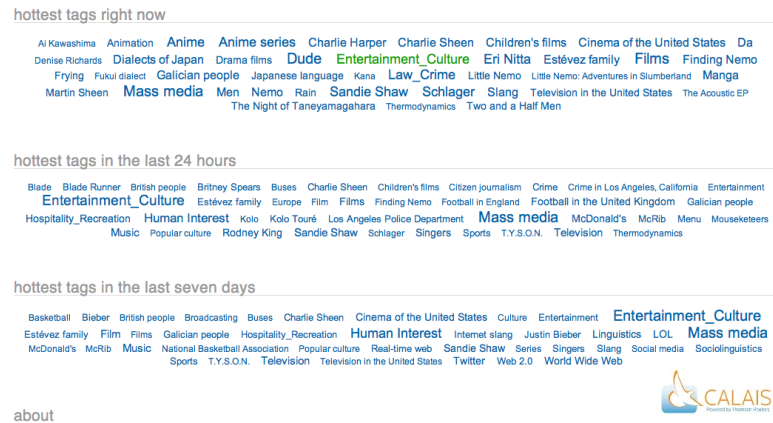 hottest tags right now
Ai Kawashima Animation Anime Anime series Charlie Harper Charlie Sheen Children's films Cinema of the United States Da
Denise Richards Dialects of Japan Drama films Dude Entertainment_Culture Eri Nitta Estévez family Films Finding Nemo
Frying Fukui dialect Galician people Japanese language Kana Law_Crime Little Nemo Little Nemo: Adventures in Slumberland Manga
Martin Sheen Mass media Men Nemo Rain Sandie Shaw Schlager Slang Television in the United States The Acoustic EP
The Night of Taneyamagahara Thermodynamics Two and a Half Men
hottest tags in the last 24 hours
Blade Blade Runner British people Britney Spears Buses Charlie Sheen Children's films Citizen journalism Crime Crime in Los Angeles, California Entertainment
Entertainment_Culture Estévez family Europe Film Films Finding Nemo Football in England Football in the United Kingdom Galician people
Hospitality_Recreation Human Interest Kolo Kolo Touré Los Angeles Police Department Mass media McDonald's McRib Menu Mouseketeers
Music Popular culture Rodney King Sandie Shaw Schlager Singers Sports T.Y.S.O.N. Television Thermodynamics
hottest tags in the last seven days
Basketball Bieber British people Broadcasting Buses Charlie Sheen Cinema of the United States Culture Entertainment Entertainment_Culture
Estévez family Film Films Galician people Hospitality_Recreation Human Interest Internet slang Justin Bieber Linguistics LOL Mass media
McDonald's McRib Music National Basketball Association Popular culture Real-time web Sandie Shaw Series Singers Slang Social media Sociolinguistics
Sports T.Y.S.O.N. Television Television in the United States Twitter Web 2.0 World Wide Web
CALAIS
Powered by Thomson Reuters
about